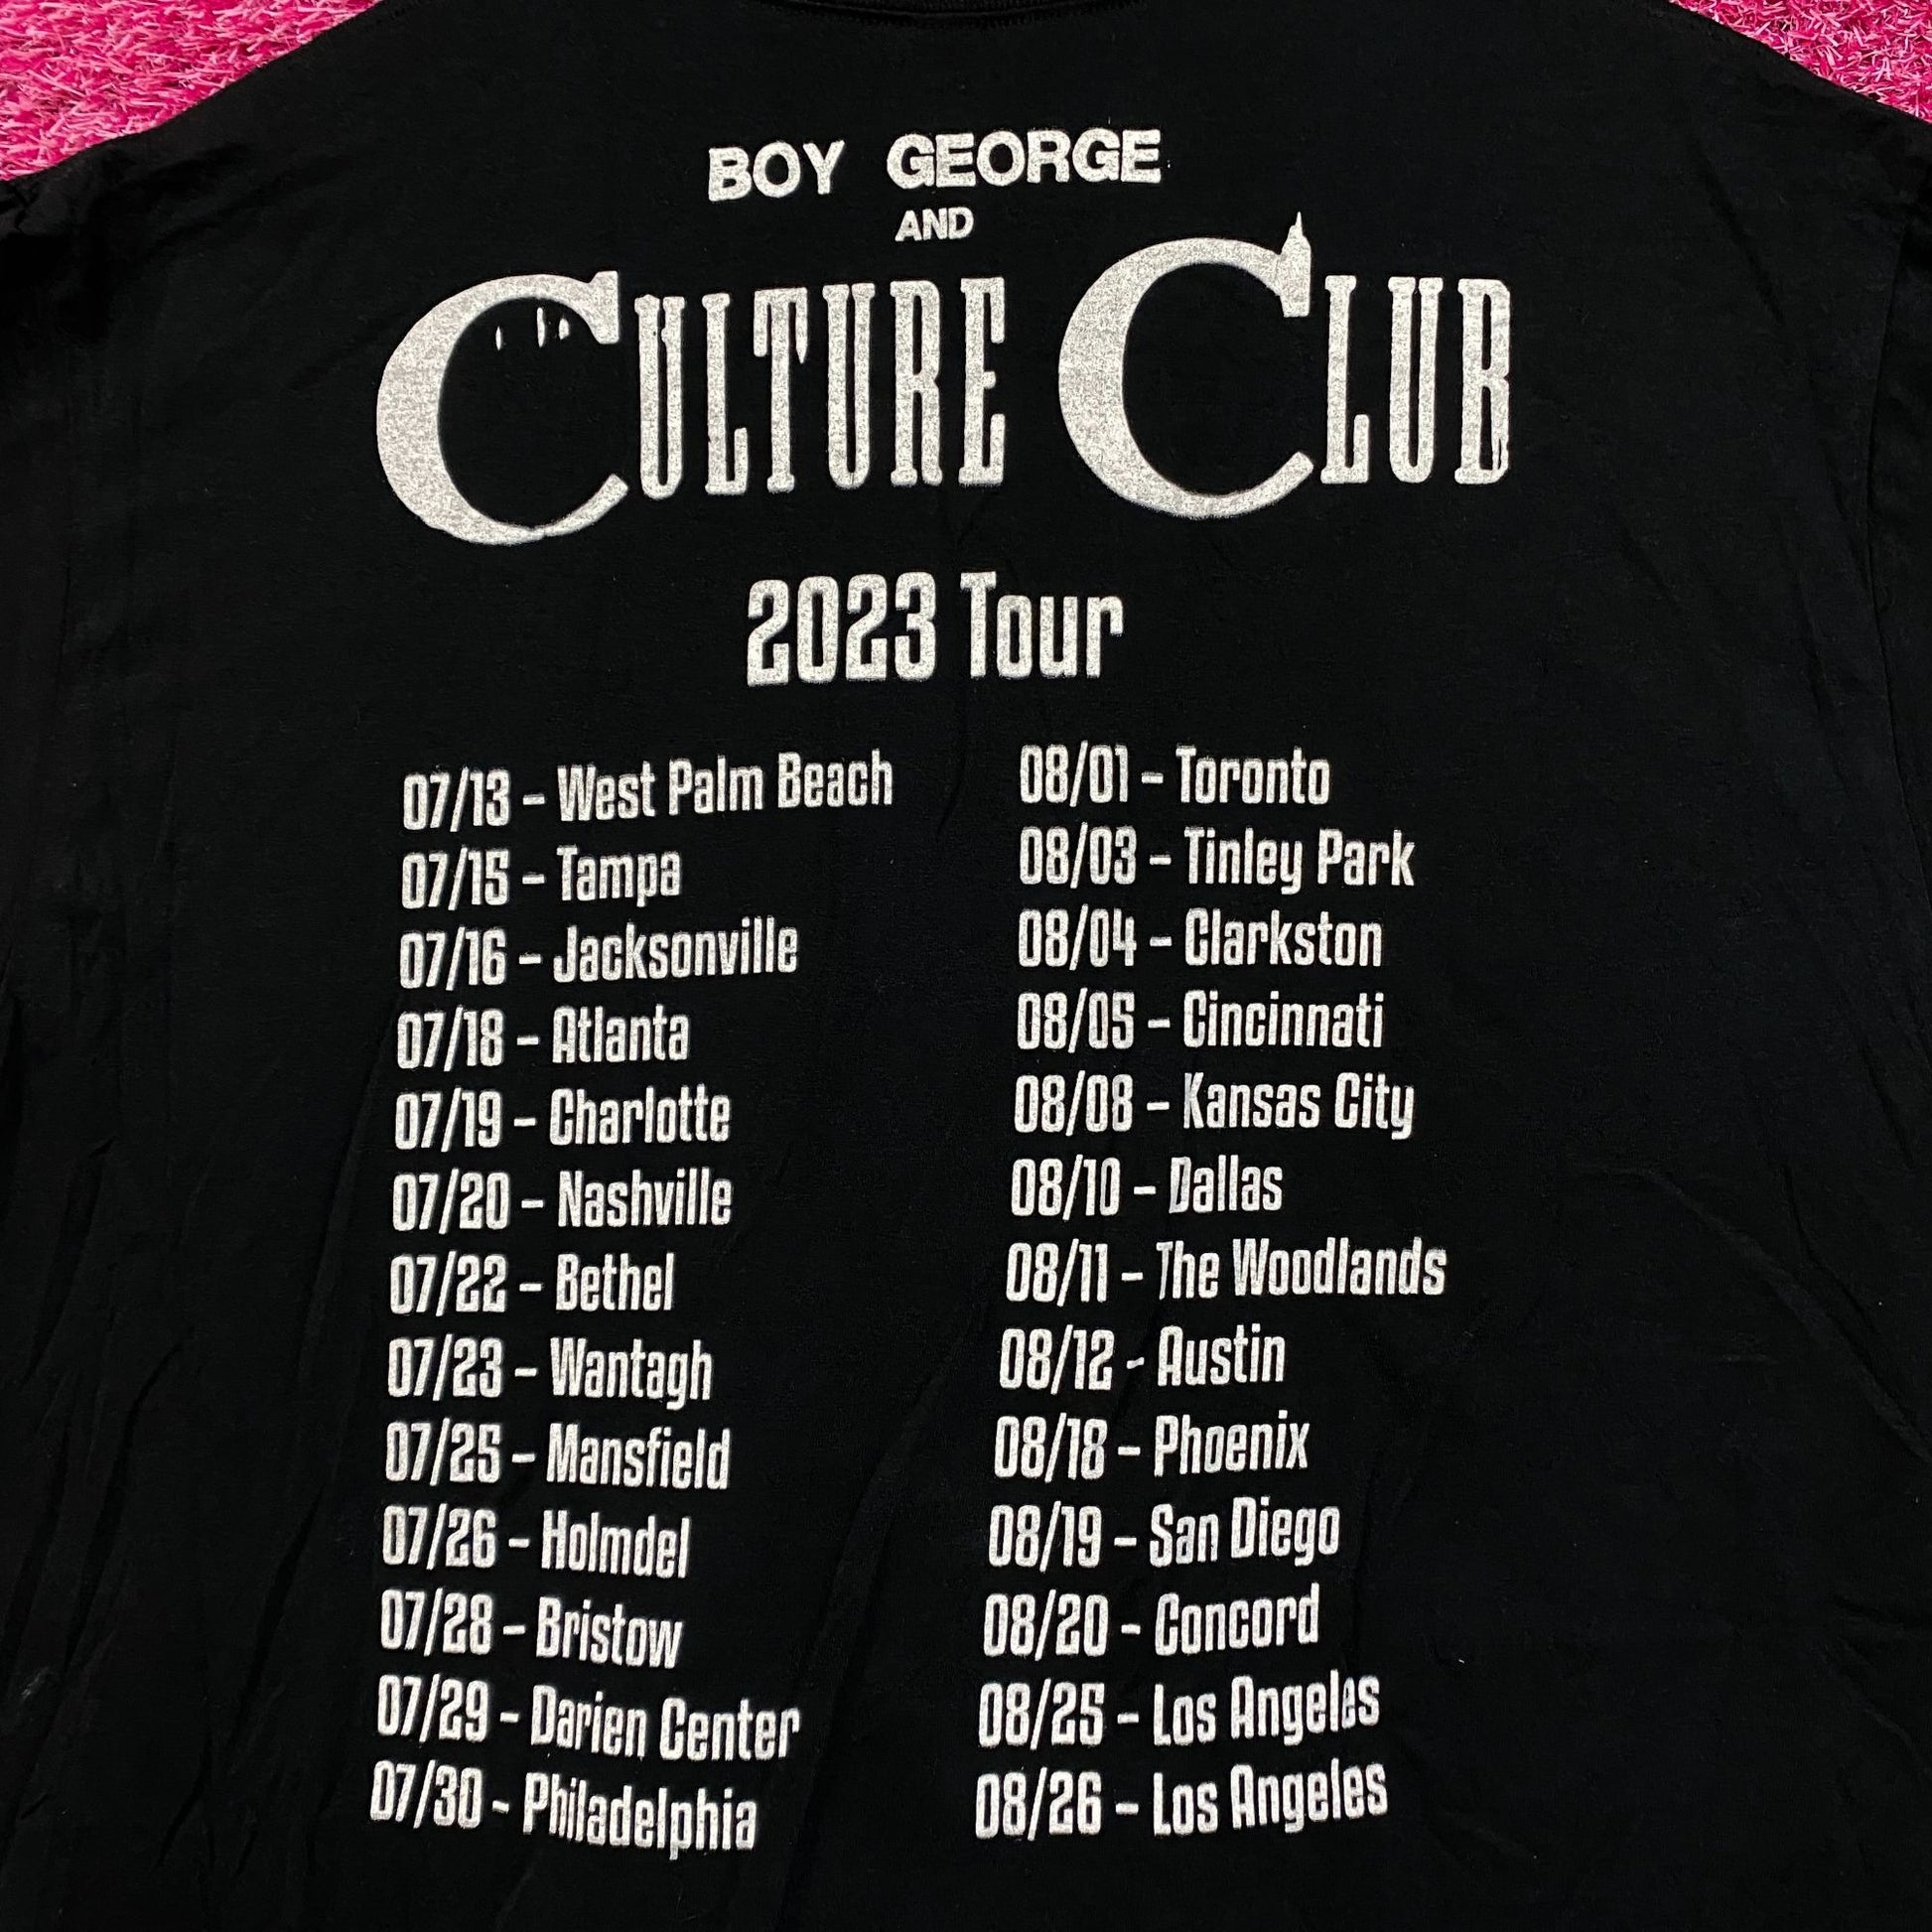 BOY GEORGE
AND
CULTURE CLUB
2023 Tour
07/13 - West Palm Beach
07/15 - Tampa
07/16 - Jacksonville
07/18 - Atlanta
07/19 - Charlotte
07/20 - Nashville
07/22 - Bethel
07/23 - Wantagh
07/25 - Mansfield
07/26 - Holmdel
07/28 - Bristow
07/29 - Darien Center
07/30 - Philadelphia
08/01 - Toronto
08/03 - Tinley Park
08/04 - Clarkston
08/05 - Cincinnati
08/08 - Kansas City
08/10 - Dallas
08/11 - The Woodlands
08/12 - Austin
08/18 - Phoenix
08/19 - San Diego
08/20 - Concord
08/25 - Los Angeles
08/26 - Los Angeles